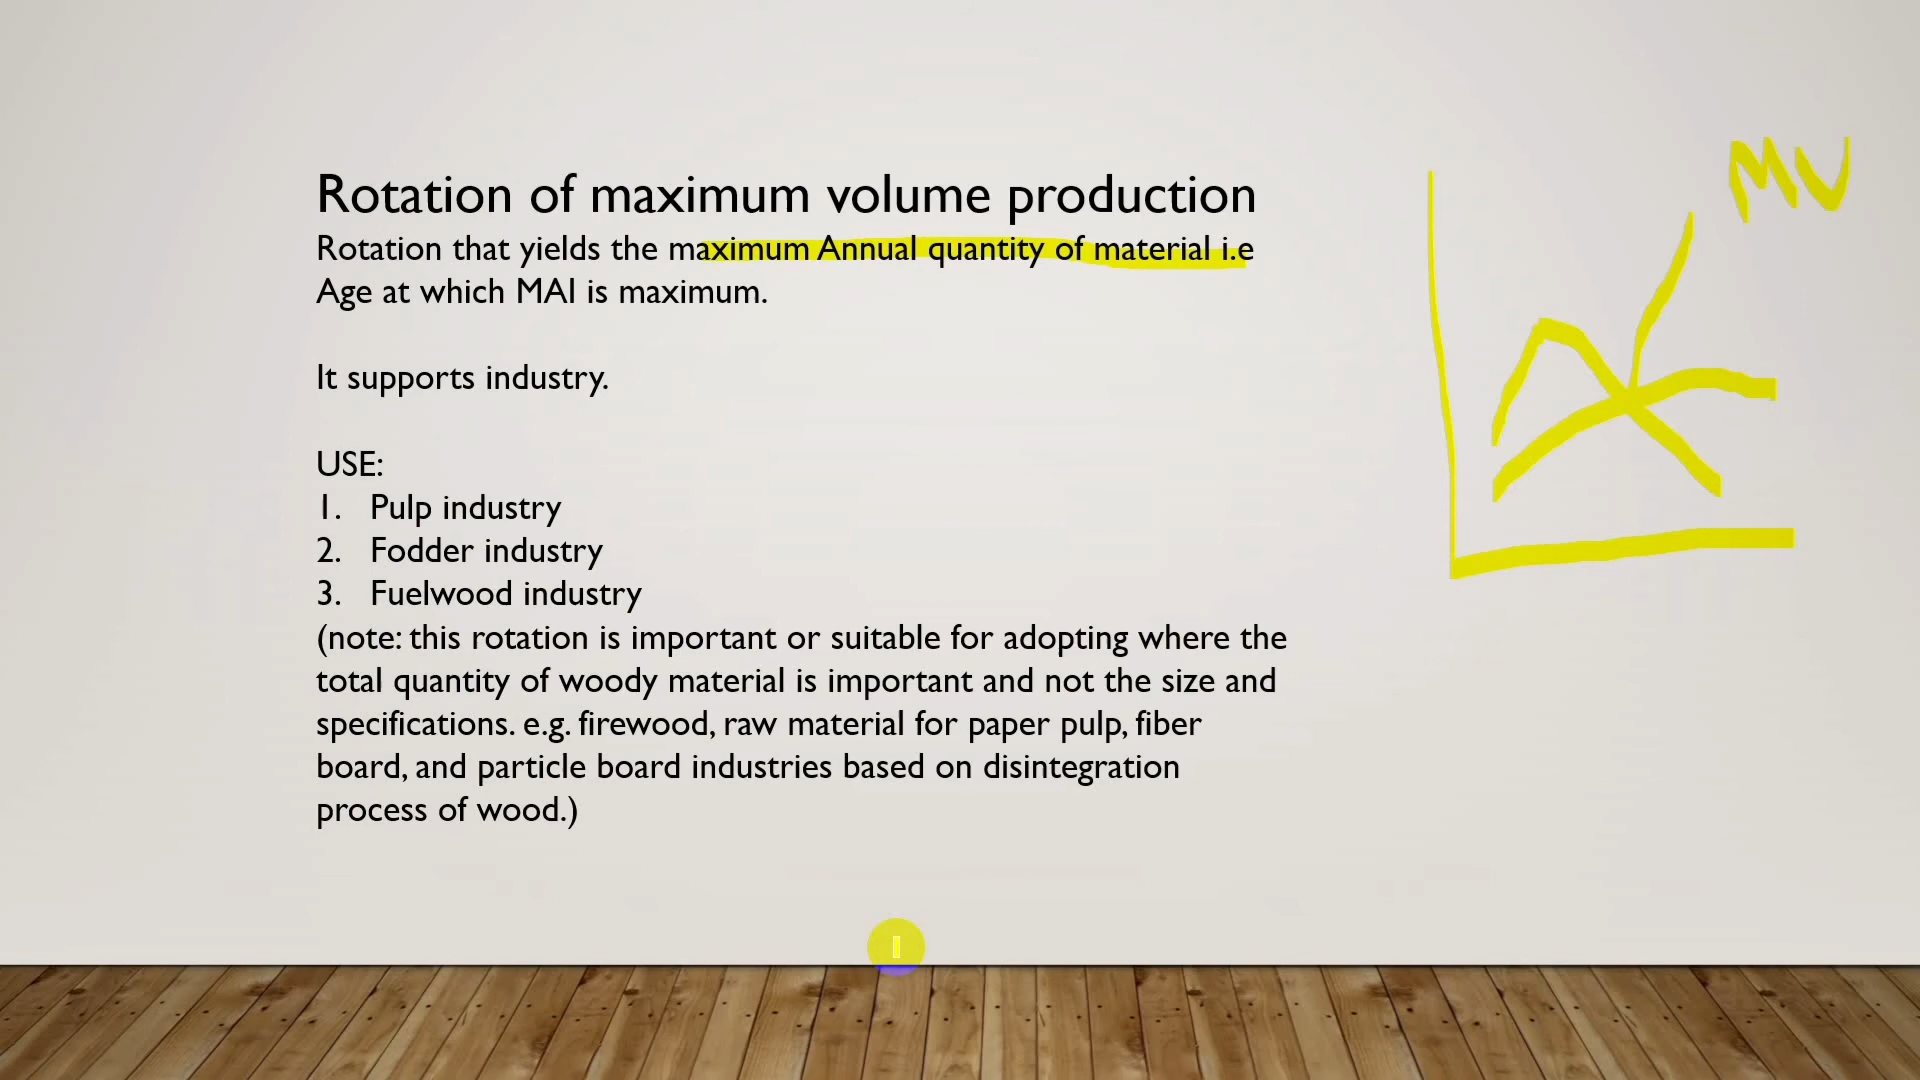 Rotation of maximum volume production
Rotation that yields the maximum Annual quantity of material i.e
Age at which MAI is maximum.
It supports industry.
USE:
1. Pulp industry
2. Fodder industry
3. Fuelwood industry
(note: this rotation is important or suitable for adopting where the
total quantity of woody material is important and not the size and
specifications. e.g. firewood, raw material for paper pulp, fiber
board, and particle board industries based on disintegration
process of wood.)
MV